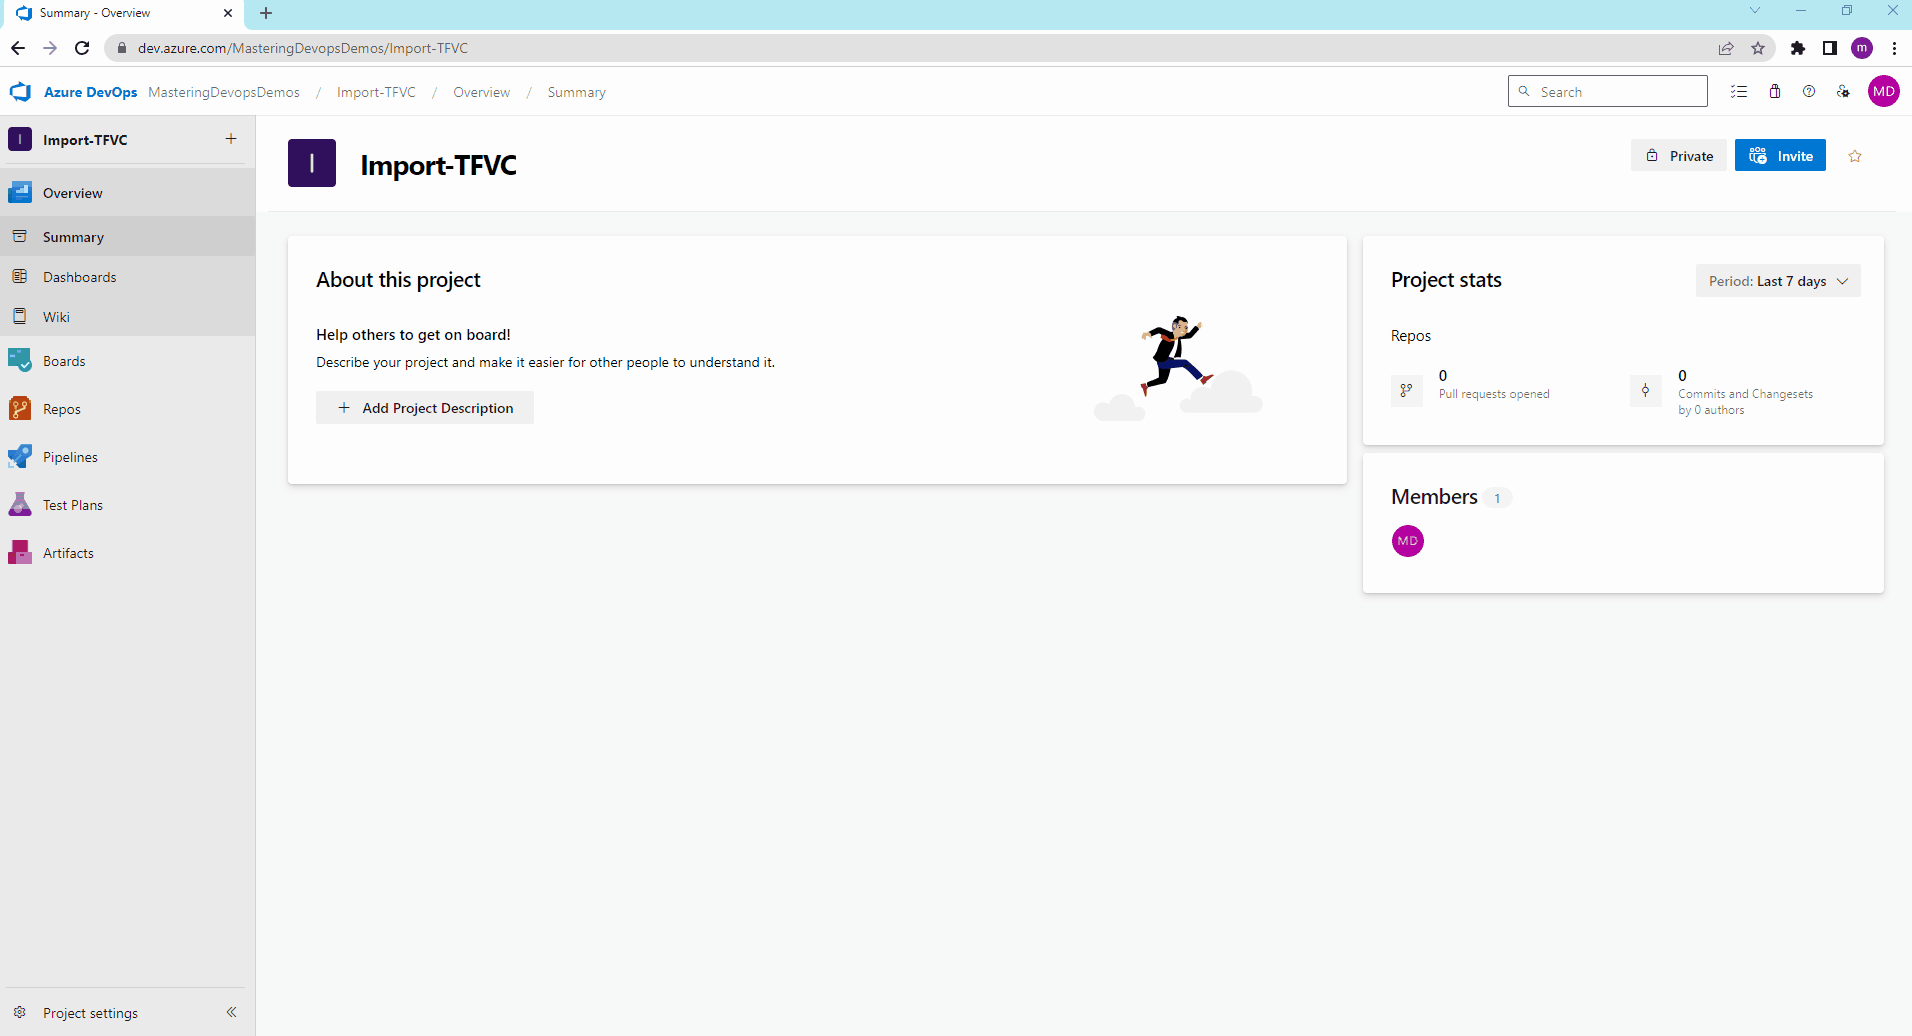 Summary - Overview
dev.azure.com/MasteringDevopsDemos/Import-TFVC
m
Azure DevOps MasteringDevopsDemos / Import-TFVC / Overview / Summary
Search
MD
I Import-TFVC
Overview
Summary
Dashboards
Wiki
Boards
Repos
Pipelines
Test Plans
Artifacts
Project settings
I Import-TFVC
Private
Invite
About this project
Help others to get on board!
Describe your project and make it easier for other people to understand it.
+ Add Project Description
Project stats
Period: Last 7 days
Repos
0
Pull requests opened
0
Commits and Changesets
by 0 authors
Members 1
MD